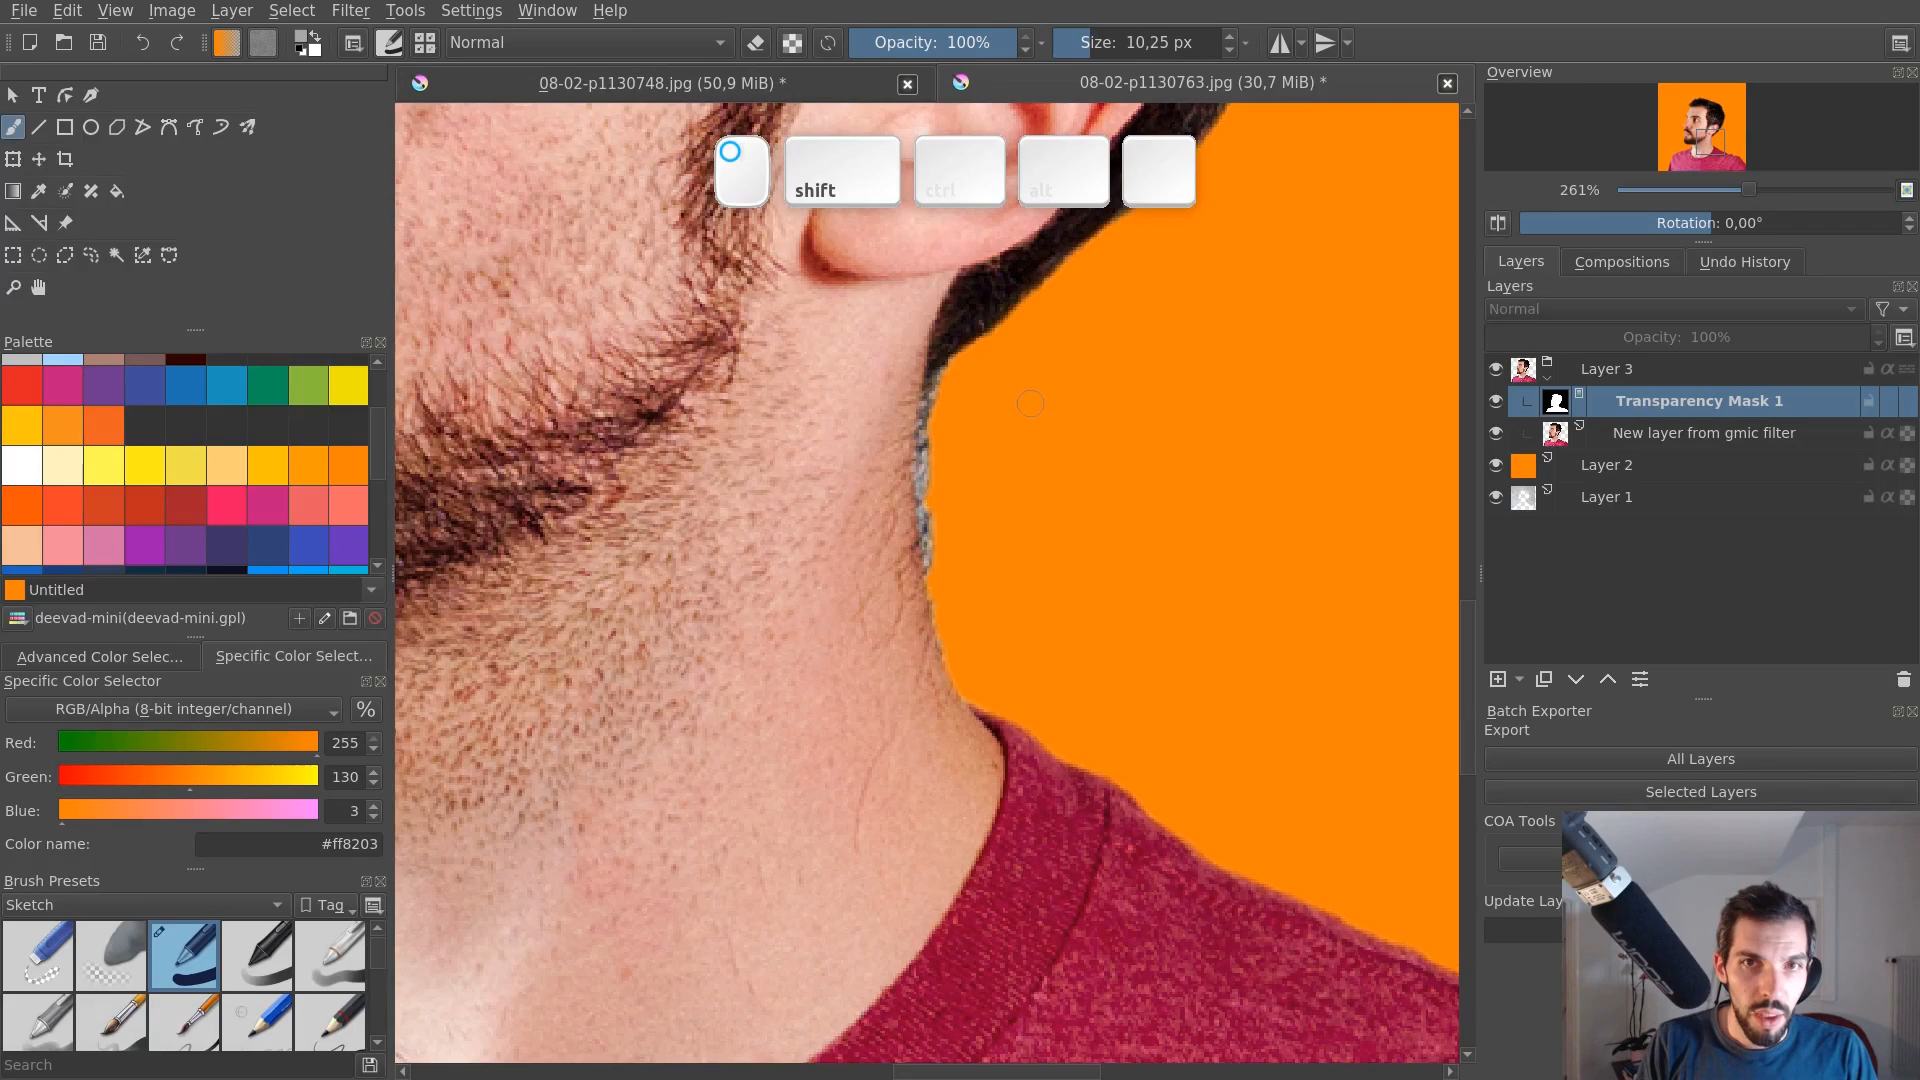 File Edit View Image Layer Select Filter Tools Settings Window Help
Normal Opacity: 100% Size: 10,25 px
08-02-p1130748.jpg (50,9 MiB) *
08-02-p1130763.jpg (30,7 MiB) *
shift ctrl alt
Palette
Untitled
deevad-mini(deevad-mini.gpl)
Advanced Color Selec... Specific Color Select...
Specific Color Selector
RGB/Alpha (8-bit integer/channel) %
Red: 255
Green: 130
Blue: 3
Color name: #ff8203
Brush Presets
Sketch Tag
Search
Overview
261%
Rotation: 0,00°
Layers Compositions Undo History
Layers
Normal
Opacity: 100%
Layer 3
Transparency Mask 1
New layer from gmic filter
Layer 2
Layer 1
Batch Exporter
Export
All Layers
Selected Layers
COA Tools
Update Lay